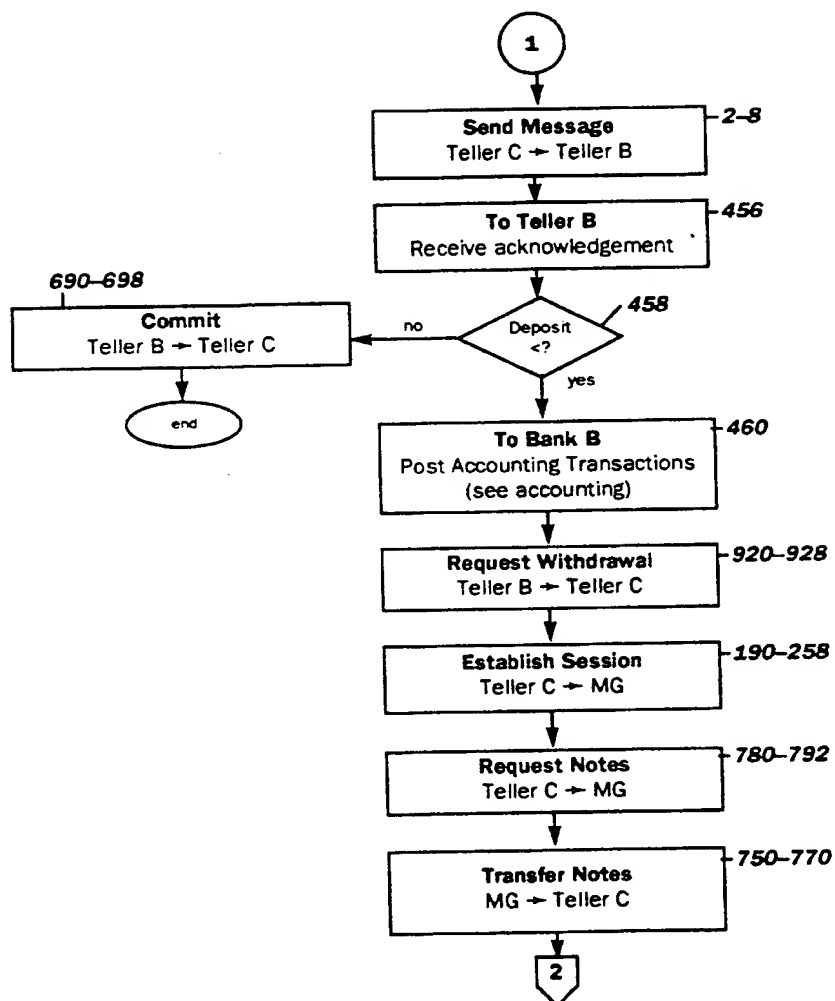 1
Send Message
Teller C → Teller B
2-8
To Teller B
Receive acknowledgement
456
690-698
Commit
Teller B → Teller C
end
no
Deposit
<?
458
yes
To Bank B
Post Accounting Transactions
(see accounting)
460
Request Withdrawal
Teller B → Teller C
920-928
Establish Session
Teller C → MG
190-258
Request Notes
Teller C → MG
780-792
Transfer Notes
MG → Teller C
750-770
2